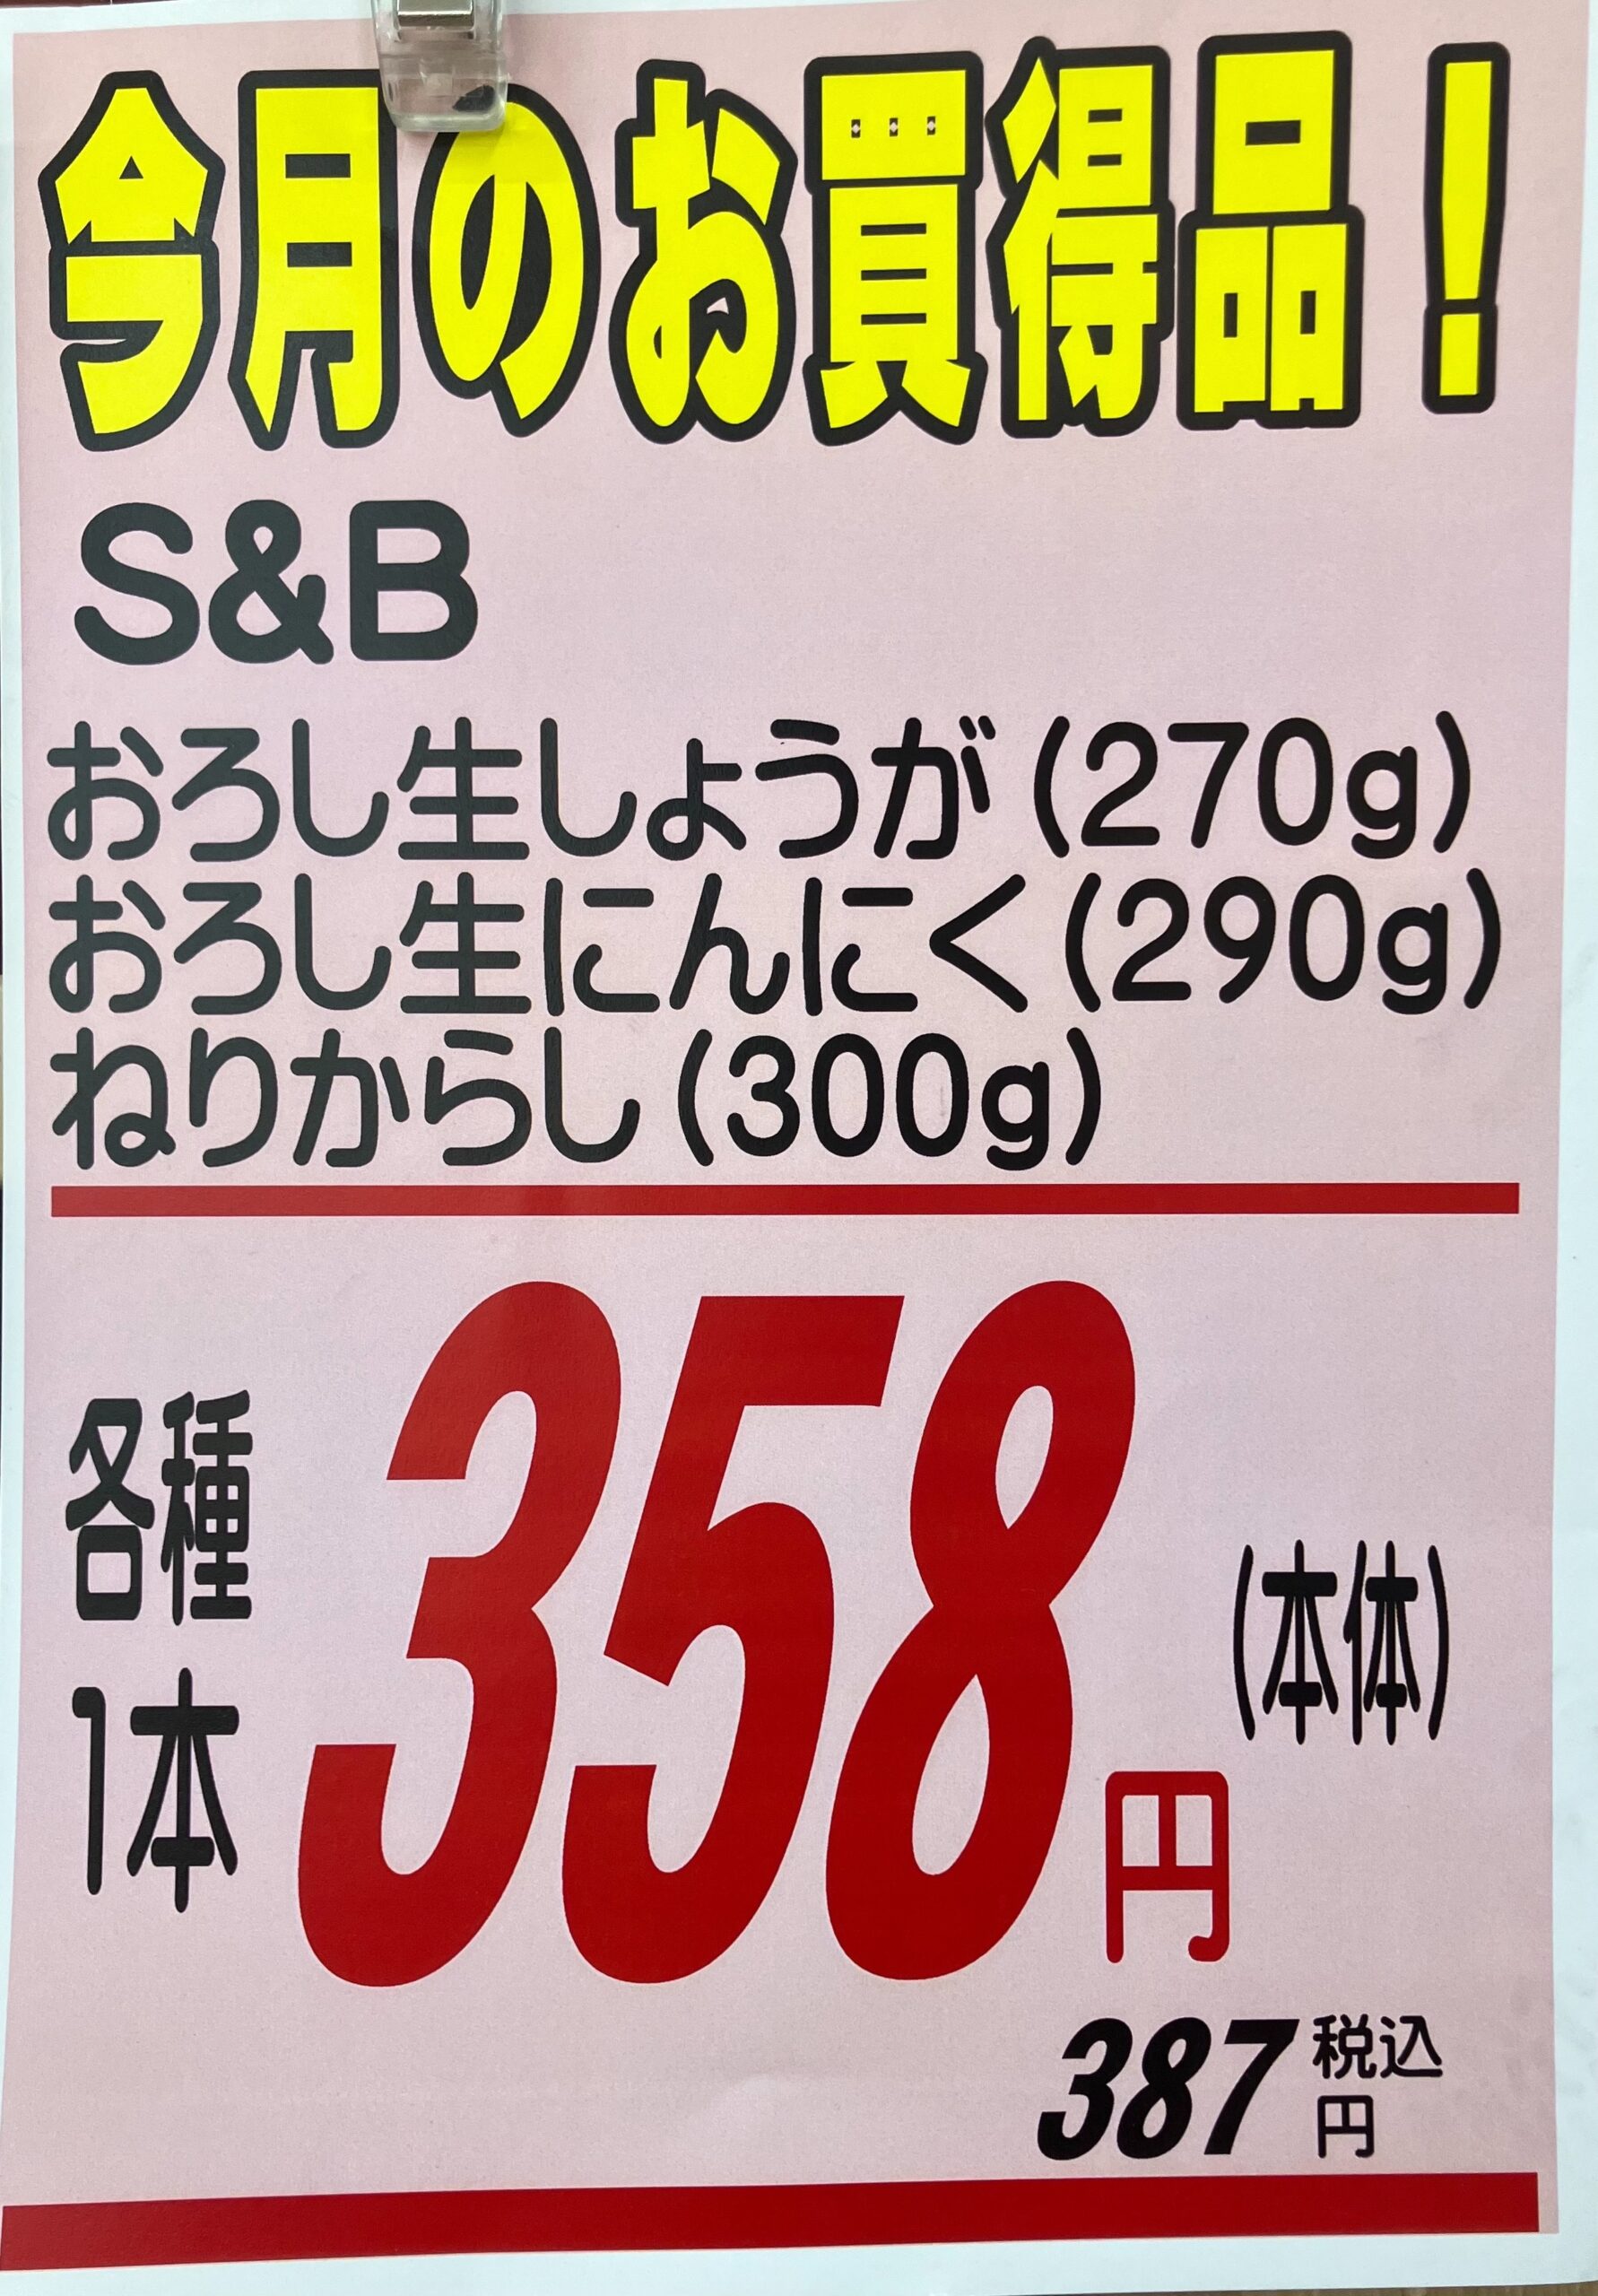 今月のお買得品！
S&B
おろし生しょうが(270g)
おろし生にんにく(290g)
ねりからし(300g)
各種
1本
358円
(本体)
387税込
円